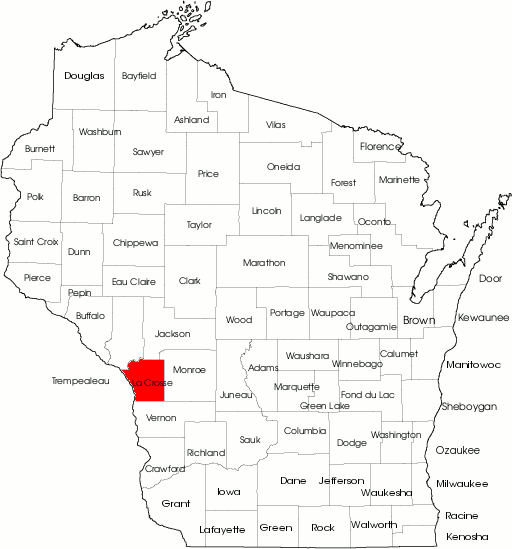 Douglas
Bayfield
Iron
Ashland
Vilas
Washburn
Burnett
Sawyer
Florence
Price
Oneida
Forest
Marinette
Polk
Barron
Rusk
Lincoln
Langlade
Oconto
Taylor
Saint Croix
Dunn
Chippewa
Menominee
Marathon
Shawano
Pierce
Eau Claire
Clark
Door
Pepin
Buffalo
Wood
Portage
Waupaca
Outagamie
Brown
Kewaunee
Jackson
Waushara
Calumet
Winnebago
Manitowoc
Adams
Monroe
Trempealeau
La Crosse
Marquette
Juneau
Fond du Lac
Green Lake
Sheboygan
Vernon
Columbia
Washington
Sauk
Dodge
Richland
Ozaukee
Crawford
Dane
Jefferson
Milwaukee
Iowa
Waukesha
Grant
Racine
Lafayette
Green
Rock
Walworth
Kenosha